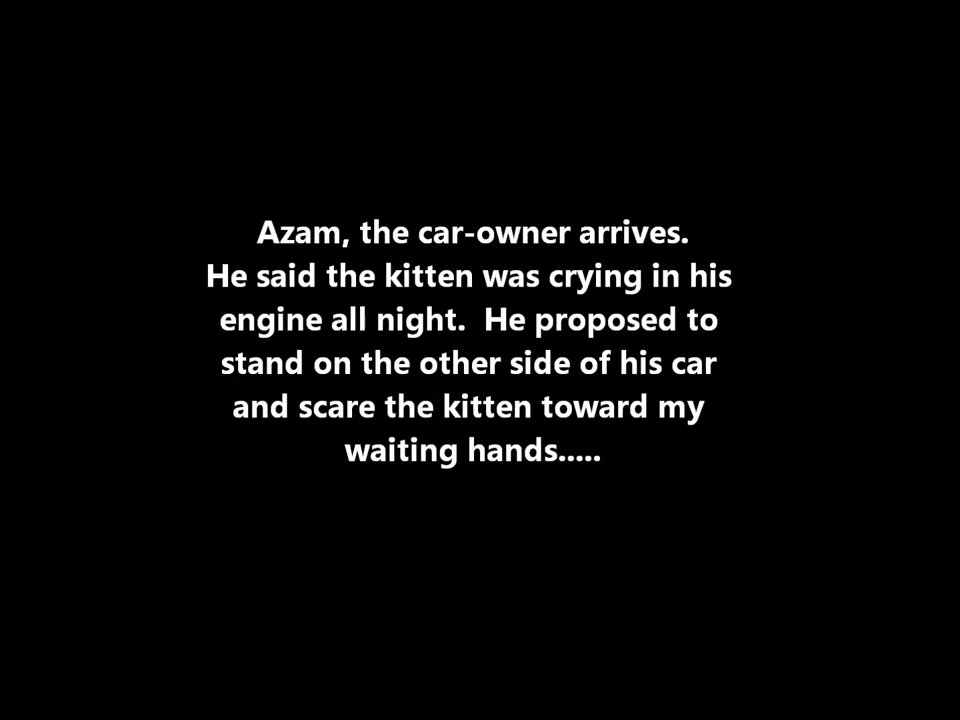 Azam, the car-owner arrives.
He said the kitten was crying in his
engine all night.  He proposed to
stand on the other side of his car
and scare the kitten toward my
waiting hands.....